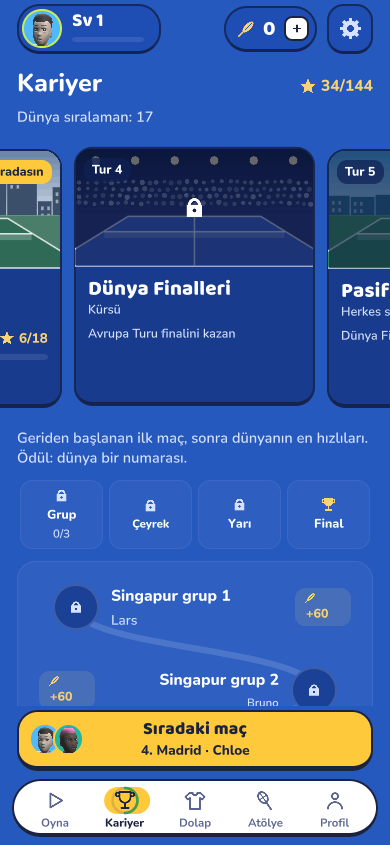 Sv 1
0
+
Kariyer
34/144
Dünya sıralaman: 17
radasın
6/18
Tur 4
Dünya Finalleri
Kürsü
Avrupa Turu finalini kazan
Tur 5
Pasif
Herkes s
Dünya Fi
Geriden başlanan ilk maç, sonra dünyanın en hızlıları.
Ödül: dünya bir numarası.
Grup
0/3
Çeyrek
Yarı
Final
Singapur grup 1
Lars
+60
Singapur grup 2
Bruno
+60
Sıradaki maç
4. Madrid · Chloe
Oyna
Kariyer
Dolap
Atölye
Profil